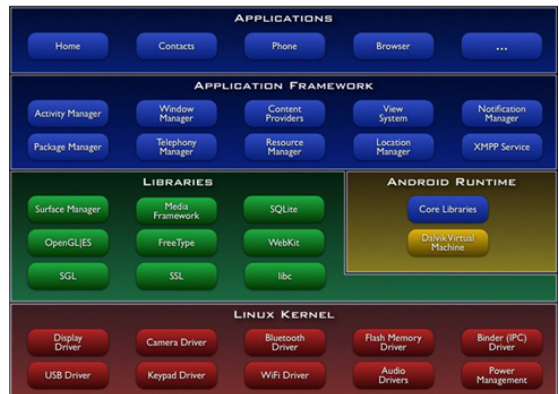 APPLICATIONS
Home Contacts Phone Browser ...
APPLICATION FRAMEWORK
Activity Manager Window Manager Content Providers View System Notification Manager
Package Manager Telephony Manager Resource Manager Location Manager XMPP Service
LIBRARIES
Surface Manager Media Framework SQLite
OpenGL|ES FreeType WebKit
SGL SSL libc
ANDROID RUNTIME
Core Libraries
Dalvik Virtual Machine
LINUX KERNEL
Display Driver Camera Driver Bluetooth Driver Flash Memory Driver Binder (IPC) Driver
USB Driver Keypad Driver WiFi Driver Audio Drivers Power Management